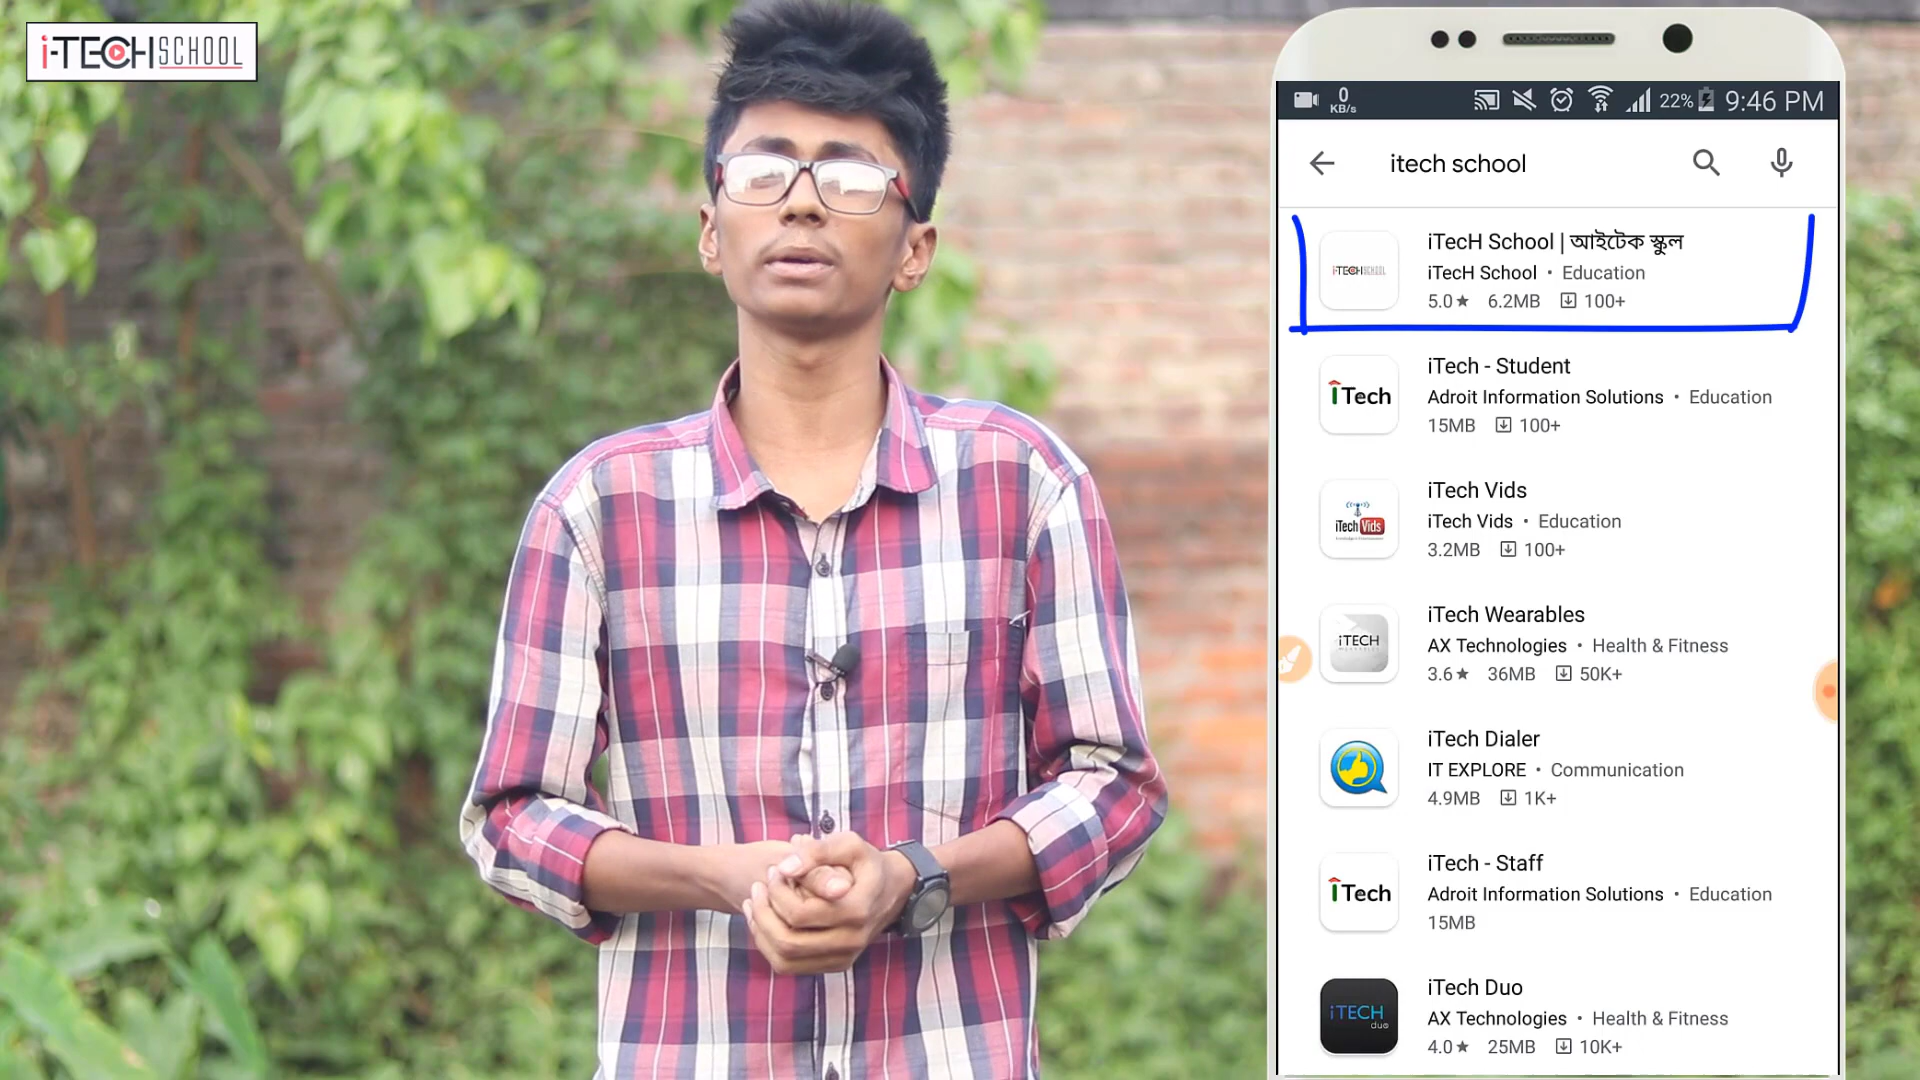 i-TECH SCHOOL
0
KB/s
22%
9:46 PM
itech school
i-TECH SCHOOL
iTecH School | আইটেক স্কুল
iTecH School • Education
5.0★ 6.2MB 100+
iTech
iTech - Student
Adroit Information Solutions • Education
15MB 100+
iTech Vids
iTech Vids
iTech Vids • Education
3.2MB 100+
iTECH
iTech Wearables
AX Technologies • Health & Fitness
3.6★ 36MB 50K+
iTech Dialer
IT EXPLORE • Communication
4.9MB 1K+
iTech
iTech - Staff
Adroit Information Solutions • Education
15MB
iTECH
duo
iTech Duo
AX Technologies • Health & Fitness
4.0★ 25MB 10K+